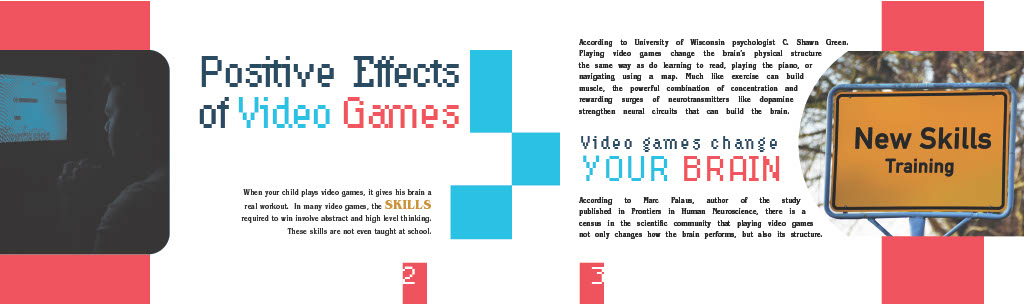 Positive Effects
of Video Games
When your child plays video games, it gives his brain a
real workout. In many video games, the SKILLS
required to win involve abstract and high level thinking.
These skills are not even taught at school.
2
According to University of Wisconsin psychologist C. Shawn Green.
Playing video games change the brain's physical structure
the same way as do learning to read, playing the piano, or
navigating using a map. Much like exercise can build
muscle, the powerful combination of concentration and
rewarding surges of neurotransmitters like dopamine
strengthen neural circuits that can build the brain.
Video games change
YOUR BRAIN
According to Marc Palaus, author of the study
published in Frontiers in Human Neuroscience, there is a
census in the scientific community that playing video games
not only changes how the brain performs, but also its structure.
New Skills
Training
3